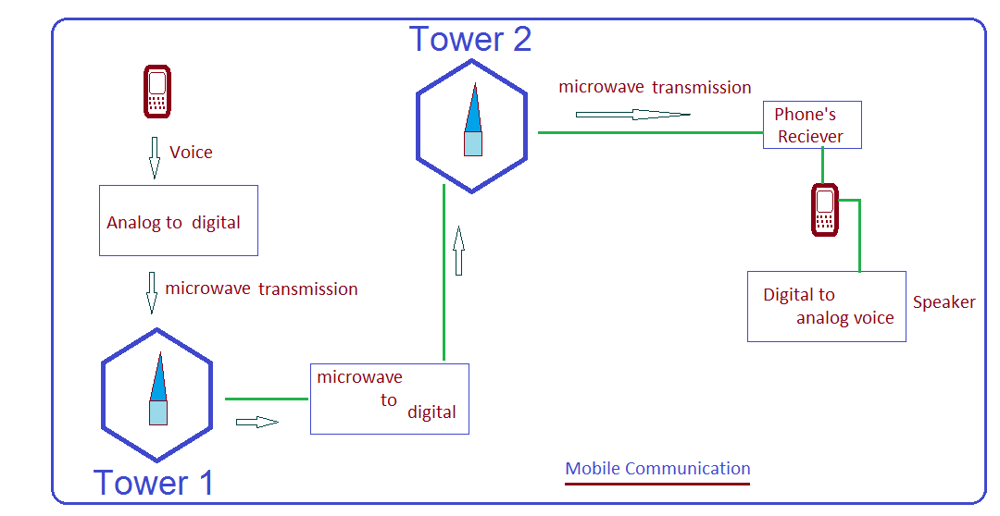 Tower 2
microwave transmission
Phone's
Reciever
Voice
Analog to digital
microwave transmission
Digital to
analog voice
Speaker
microwave
to
digital
Mobile Communication
Tower 1